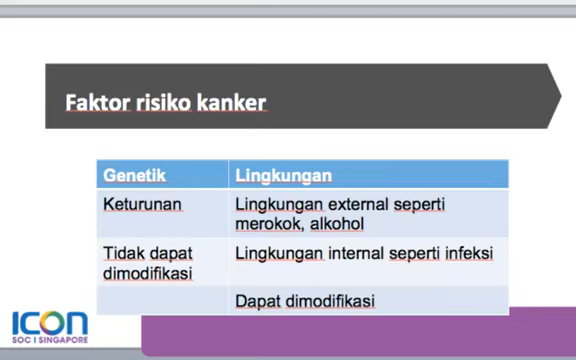 Faktor risiko kanker
Genetik Lingkungan
Keturunan Lingkungan external seperti
merokok, alkohol
Tidak dapat Lingkungan internal seperti infeksi
dimodifikasi
Dapat dimodifikasi
ICON
SOC | SINGAPORE